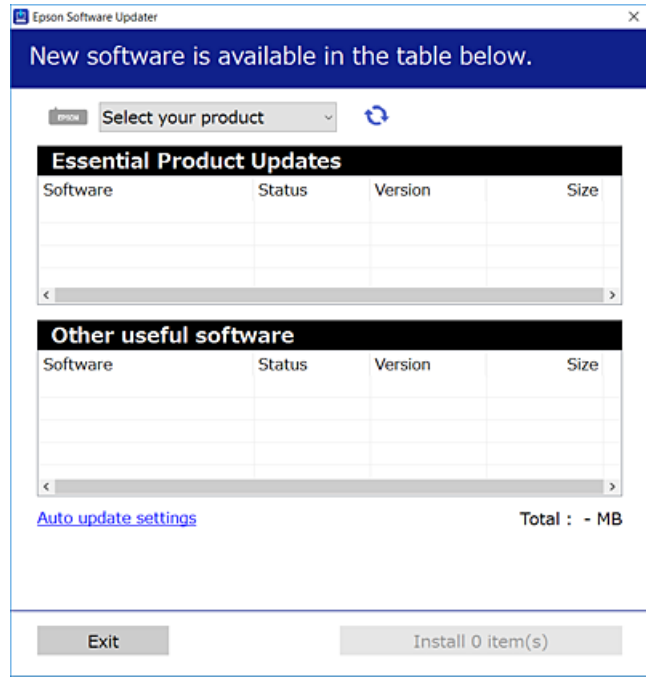 Epson Software Updater
New software is available in the table below.
EPSON
Select your product
Essential Product Updates
Software Status Version Size
Other useful software
Software Status Version Size
Auto update settings
Total : - MB
Exit
Install 0 item(s)